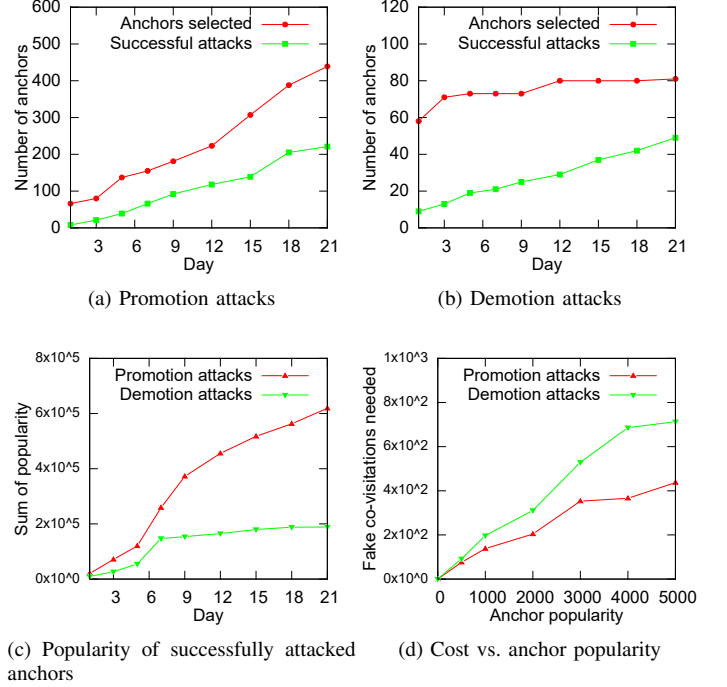 600
500
400
300
200
100
0
Number of anchors
Anchors selected
Successful attacks
3 6 9 12 15 18 21
Day
(a) Promotion attacks
120
100
80
60
40
20
0
Number of anchors
Anchors selected
Successful attacks
3 6 9 12 15 18 21
Day
(b) Demotion attacks
8x10^5
6x10^5
4x10^5
2x10^5
0x10^0
Sum of popularity
Promotion attacks
Demotion attacks
3 6 9 12 15 18 21
Day
(c) Popularity of successfully attacked
anchors
1x10^3
8x10^2
6x10^2
4x10^2
2x10^2
0x10^0
Fake co-visitations needed
Promotion attacks
Demotion attacks
0 1000 2000 3000 4000 5000
Anchor popularity
(d) Cost vs. anchor popularity